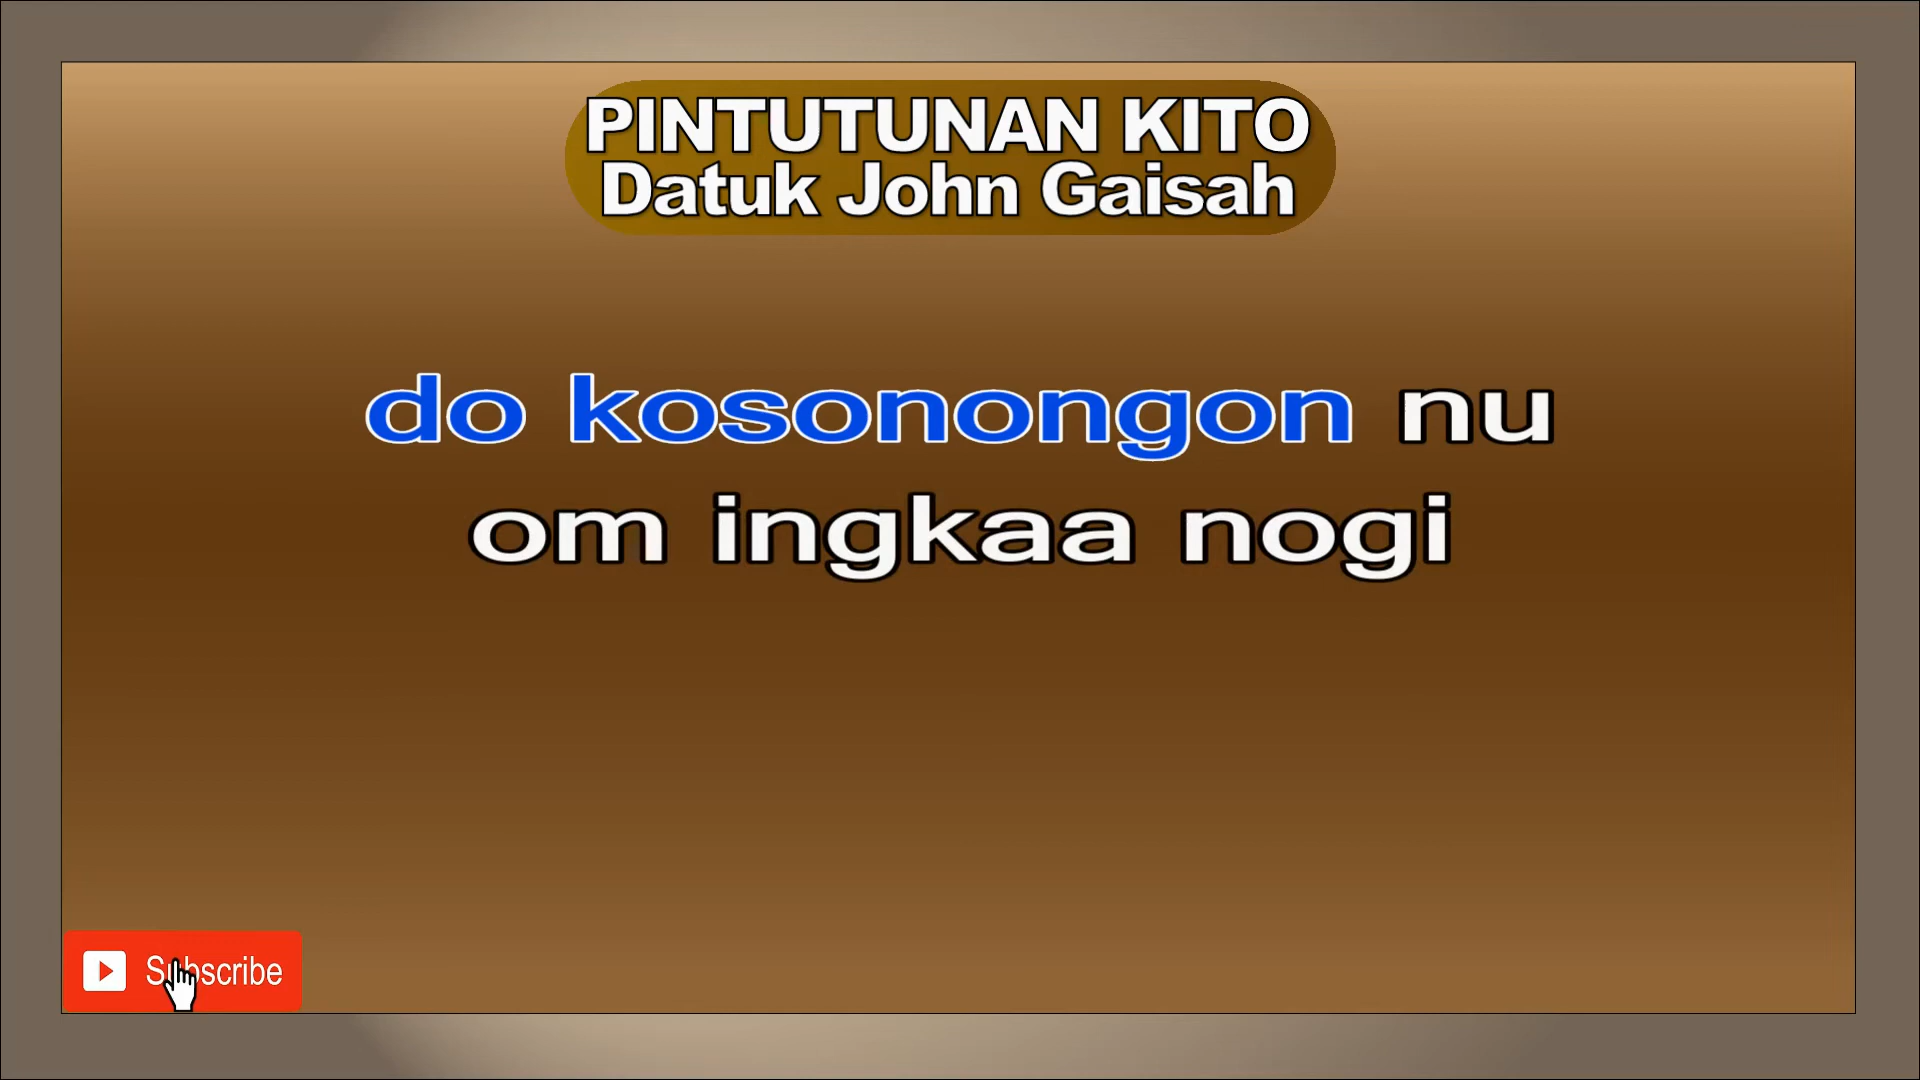 PINTUTUNAN KITO
Datuk John Gaisah
do kosonongon nu
om ingkaa nogi
Subscribe